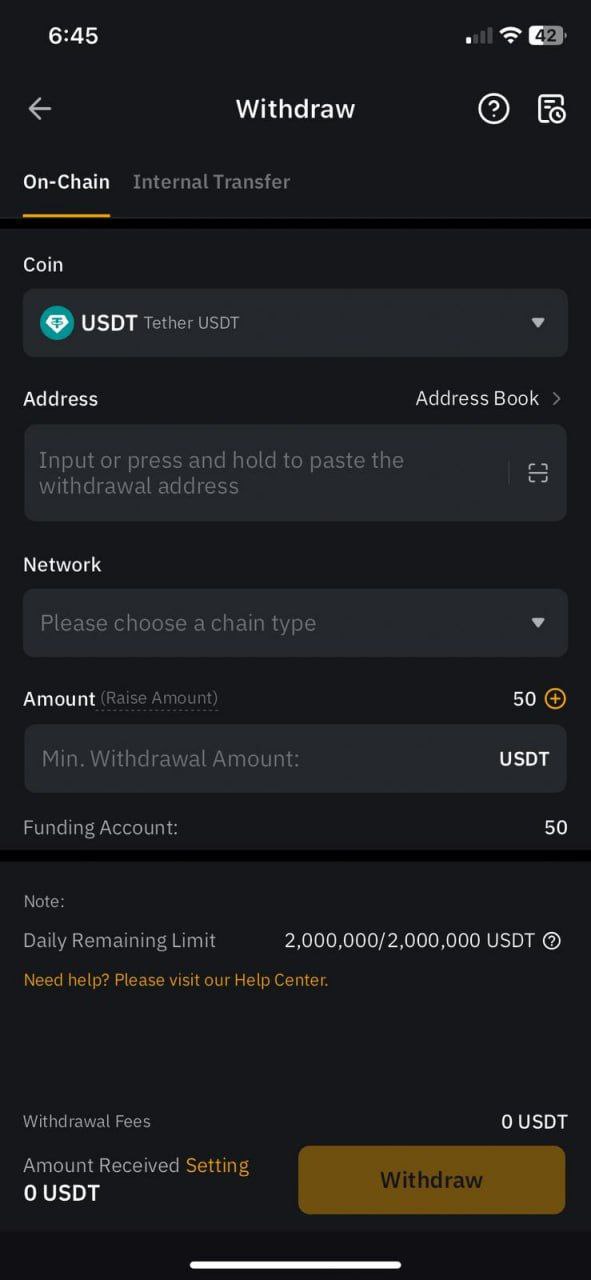 6:45
42
Withdraw
On-Chain Internal Transfer
Coin
USDT Tether USDT
Address Address Book
Input or press and hold to paste the
withdrawal address
Network
Please choose a chain type
Amount (Raise Amount) 50
Min. Withdrawal Amount: USDT
Funding Account: 50
Note:
Daily Remaining Limit 2,000,000/2,000,000 USDT
Need help? Please visit our Help Center.
Withdrawal Fees 0 USDT
Amount Received Setting
0 USDT
Withdraw